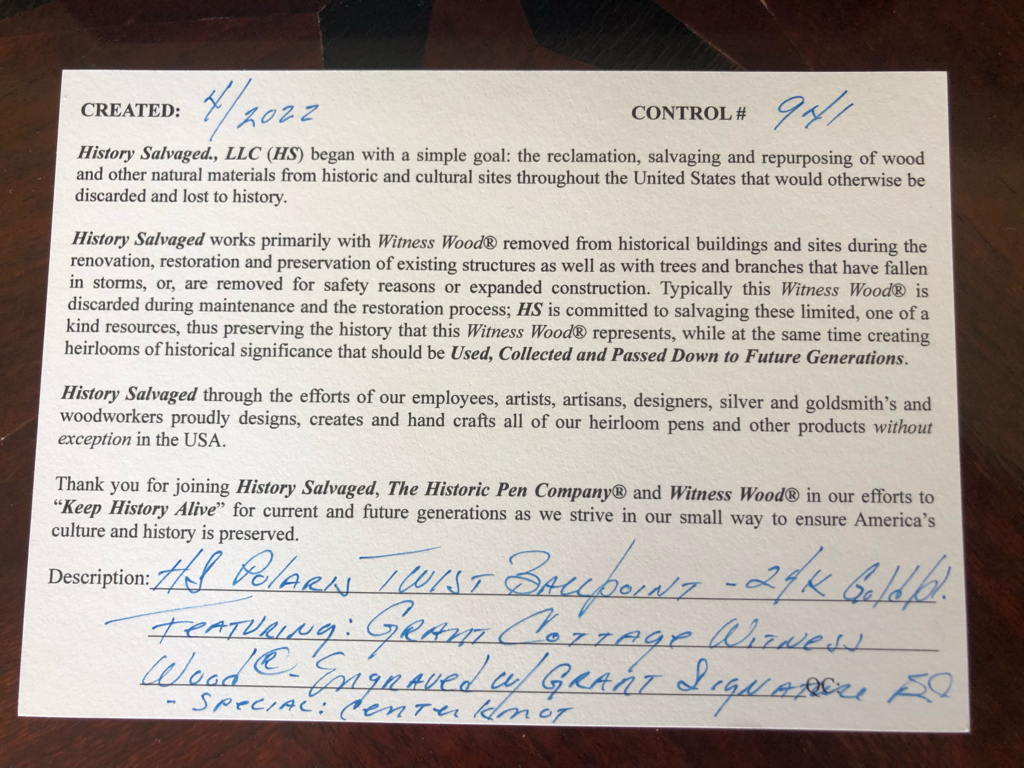 CREATED: 4/2022 CONTROL # 941
History Salvaged., LLC (HS) began with a simple goal: the reclamation, salvaging and repurposing of wood
and other natural materials from historic and cultural sites throughout the United States that would otherwise be
discarded and lost to history.
History Salvaged works primarily with Witness Wood® removed from historical buildings and sites during the
renovation, restoration and preservation of existing structures as well as with trees and branches that have fallen
in storms, or, are removed for safety reasons or expanded construction. Typically this Witness Wood® is
discarded during maintenance and the restoration process; HS is committed to salvaging these limited, one of a
kind resources, thus preserving the history that this Witness Wood® represents, while at the same time creating
heirlooms of historical significance that should be Used, Collected and Passed Down to Future Generations.
History Salvaged through the efforts of our employees, artists, artisans, designers, silver and goldsmith's and
woodworkers proudly designs, creates and hand crafts all of our heirloom pens and other products without
exception in the USA.
Thank you for joining History Salvaged, The Historic Pen Company® and Witness Wood® in our efforts to
"Keep History Alive" for current and future generations as we strive in our small way to ensure America's
culture and history is preserved.
Description: HS Polaris Twist Ballpoint - 24K Gold pl.
Featuring: Grant Cottage Witness
Wood ® - Engraved w/ Grant Signature QC:
- Special: Center Knot